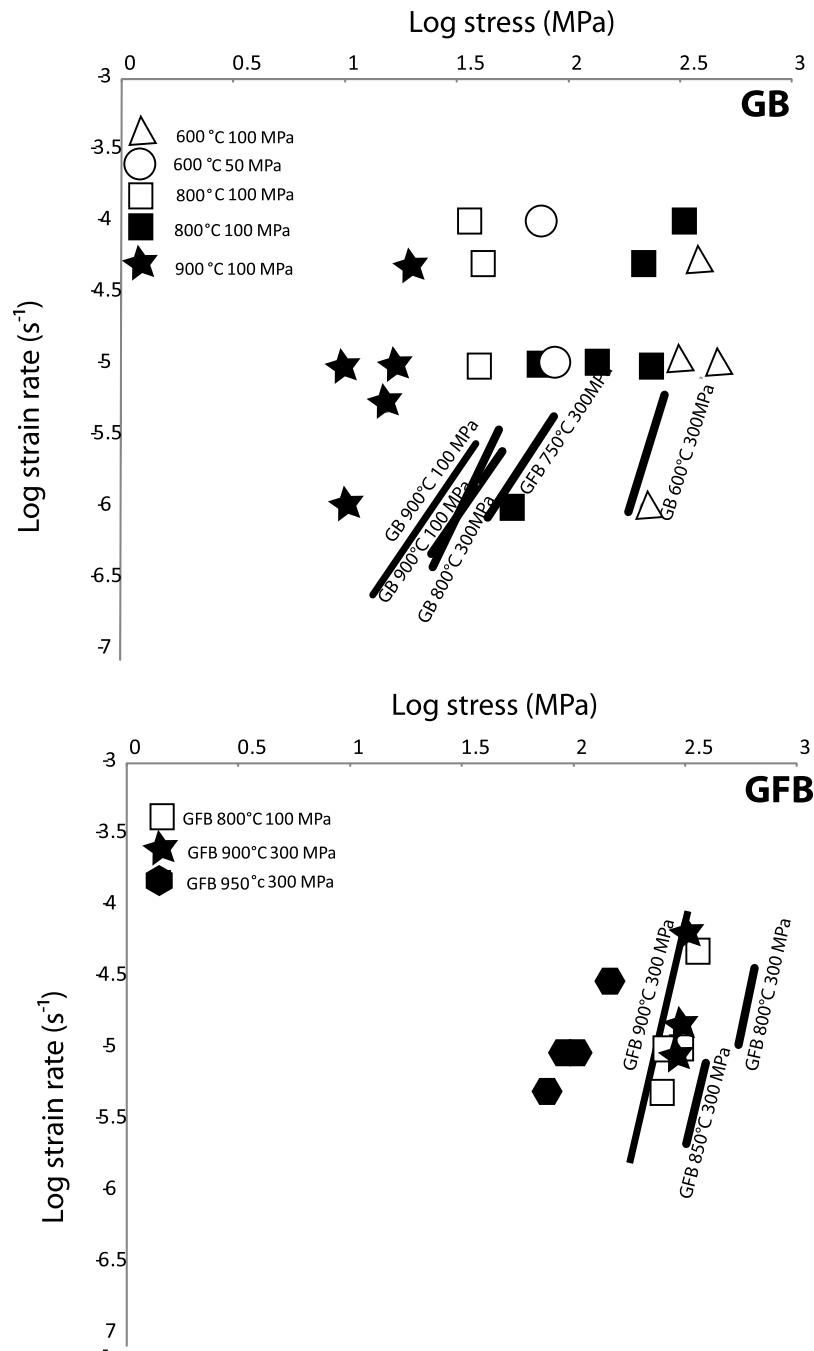 Log stress (MPa)
0 0.5 1 1.5 2 2.5 3
-3
GB
600°C 100 MPa
-3.5
600 °C 50 MPa
800°C 100 MPa
-4
800°C 100 MPa
900 °C 100 MPa
-4.5
Log strain rate (s⁻¹)
-5
-5.5
-6
-6.5
-7
GB 900°C 100 MPa
GB 900°C 100 MPa
GB 800°C 300MPa
GFB 750°C 300MPa
GB 600°C 300MPa
Log stress (MPa)
0 0.5 1 1.5 2 2.5 3
-3
GFB
GFB 800°C 100 MPa
-3.5
GFB 900°C 300 MPa
GFB 950°c 300 MPa
-4
-4.5
Log strain rate (s⁻¹)
-5
-5.5
-6
-6.5
7
-
GFB 900°C 300 MPa
GFB 850°C 300 MPa
GFB 800°C 300 MPa